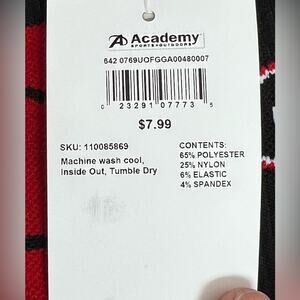 Academy
SPORTS+OUTDOORS
642 0769UOFGGA00480007
0 23291 07773 5
$7.99
SKU: 110085869
Machine wash cool,
Inside Out, Tumble Dry
CONTENTS:
65% POLYESTER
25% NYLON
6% ELASTIC
4% SPANDEX